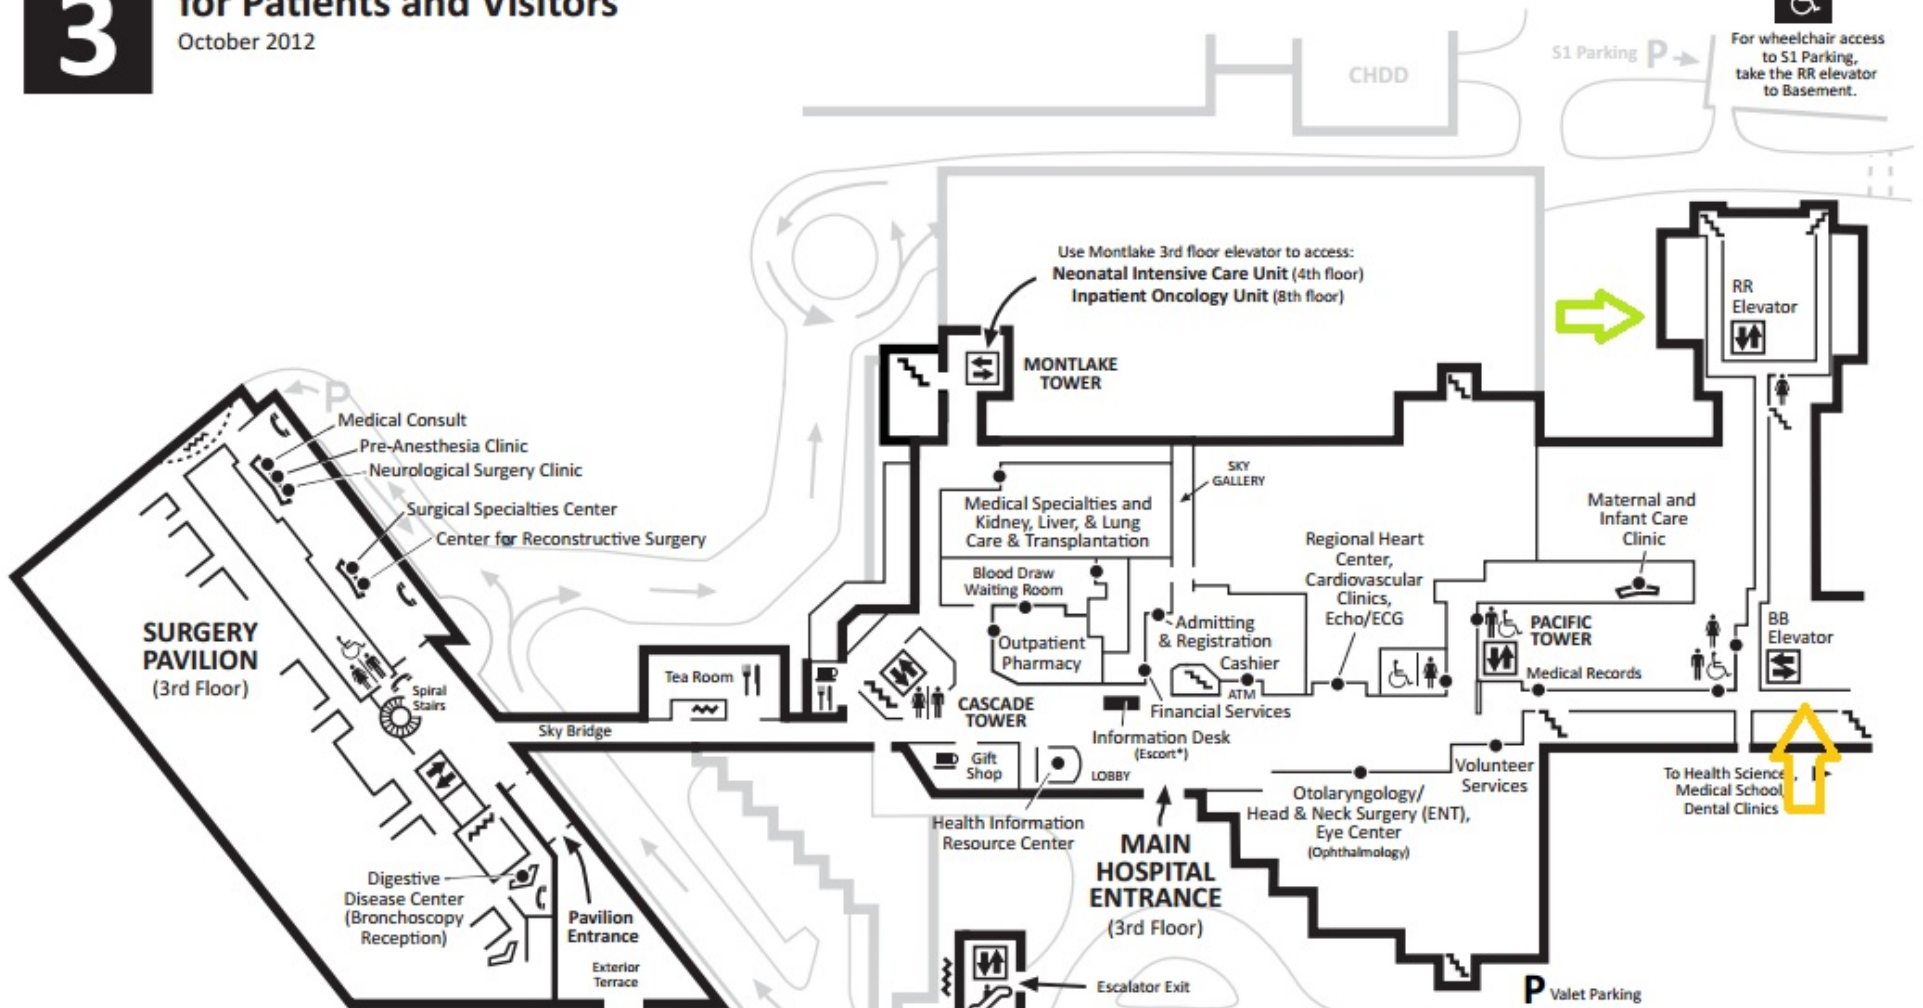 3
for Patients and Visitors
October 2012
CHDD
S1 Parking P
For wheelchair access
to S1 Parking,
take the RR elevator
to Basement.
Use Montlake 3rd floor elevator to access:
Neonatal Intensive Care Unit (4th floor)
Inpatient Oncology Unit (8th floor)
RR
Elevator
MONTLAKE
TOWER
P
Medical Consult
Pre-Anesthesia Clinic
Neurological Surgery Clinic
Surgical Specialties Center
Center for Reconstructive Surgery
SKY
GALLERY
Medical Specialties and
Kidney, Liver, & Lung
Care & Transplantation
Blood Draw
Waiting Room
Outpatient
Pharmacy
Admitting
& Registration
Cashier
ATM
Regional Heart
Center,
Cardiovascular
Clinics,
Echo/ECG
Maternal and
Infant Care
Clinic
PACIFIC
TOWER
Medical Records
BB
Elevator
SURGERY
PAVILION
(3rd Floor)
Spiral
Stairs
Tea Room
Sky Bridge
CASCADE
TOWER
Financial Services
Information Desk
(Escort*)
Gift
Shop
LOBBY
Health Information
Resource Center
MAIN
HOSPITAL
ENTRANCE
(3rd Floor)
Volunteer
Services
Otolaryngology/
Head & Neck Surgery (ENT),
Eye Center
(Ophthalmology)
To Health Science
Medical School,
Dental Clinics
Digestive
Disease Center
(Bronchoscopy
Reception)
Pavilion
Entrance
Exterior
Terrace
Escalator Exit
P Valet Parking